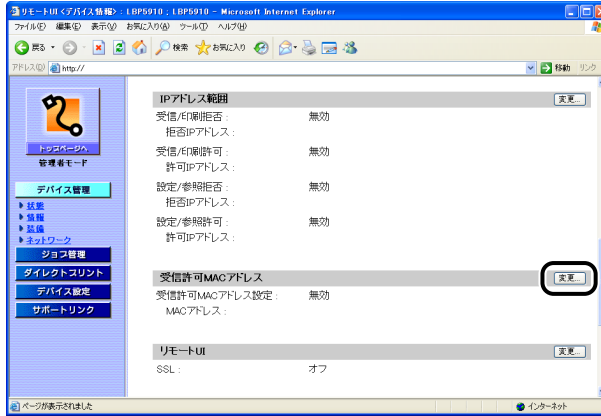 リモートUI <デバイス情報> : LBP5910 ; LBP5910 - Microsoft Internet Explorer
ファイル(F) 編集(E) 表示(V) お気に入り(A) ツール(T) ヘルプ(H)
戻る 検索 お気に入り
アドレス(D) http:// 移動 リンク
トップページへ
管理者モード
デバイス管理
状態
情報
装備
ネットワーク
ジョブ管理
ダイレクトプリント
デバイス設定
サポートリンク
IPアドレス範囲 変更...
受信/印刷拒否 : 無効
拒否IPアドレス :
受信/印刷許可 : 無効
許可IPアドレス :
設定/参照拒否 : 無効
拒否IPアドレス :
設定/参照許可 : 無効
許可IPアドレス :
受信許可MACアドレス 変更...
受信許可MACアドレス設定 : 無効
MACアドレス :
リモートUI 変更...
SSL : オフ
ページが表示されました インターネット